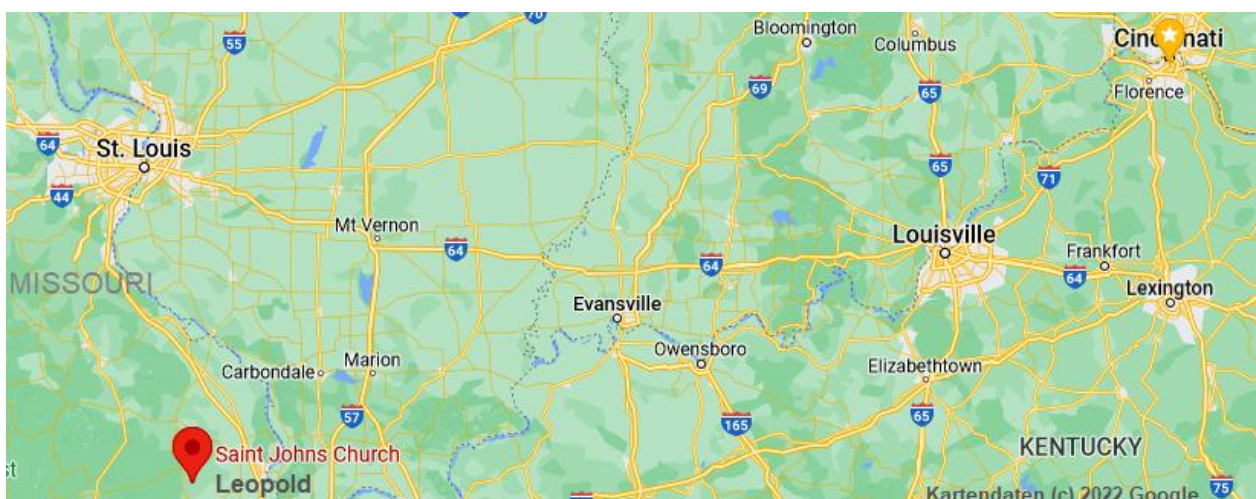 70
55
Bloomington
Columbus
Cincinnati
69
65
Florence
64
St. Louis
65
71
44
Mt Vernon
64
Louisville
64
Frankfort
64
MISSOURI
Lexington
Evansville
Owensboro
Carbondale
Marion
Elizabethtown
57
65
165
Saint Johns Church
KENTUCKY
Leopold
75
Kartendaten (c) 2022 Google